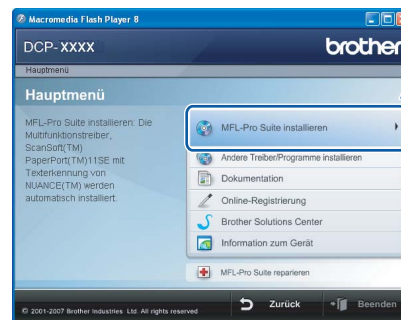 Macromedia Flash Player 8
DCP-XXXX
brother
Hauptmenü
Hauptmenü
MFL-Pro Suite installieren: Die
Multifunktionstreiber,
ScanSoft(TM)
PaperPort(TM)11SE mit
Texterkennung von
NUANCE(TM) werden
automatisch installiert.
MFL-Pro Suite installieren
Andere Treiber/Programme installieren
Dokumentation
Online-Registrierung
Brother Solutions Center
Information zum Gerät
MFL-Pro Suite reparieren
© 2001-2007 Brother Industries Ltd. All rights reserved
Zurück
Beenden